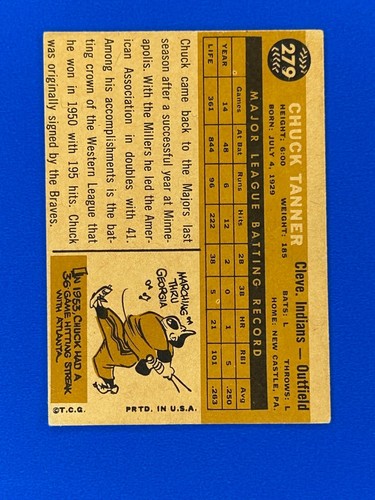 279
CHUCK TANNER
Cleve. Indians — Outfield
HEIGHT: 6:00 WEIGHT: 185 BATS: L THROWS: L
BORN: JULY 4, 1929 HOME: NEW CASTLE, PA.
MAJOR LEAGUE BATTING RECORD
Games At Bat Runs Hits 2B 3B HR RBI Avg
YEAR 14 48 6 12 2 0 1 5 .250
LIFE 361 844 96 222 38 38 21 101 .263
Chuck came back to the Majors last
season after a successful year at Minne-
apolis. With the Millers he led the Amer-
ican Association in doubles with 41.
Among his accomplishments is the bat-
ting crown of the Western League that
he won in 1950 with 195 hits. Chuck
was originally signed by the Braves.
MARCHING
THRU
GEORGIA
IN 1953, CHUCK HAD A
36 GAME HITTING STREAK
WITH ATLANTA.
©T.C.G. PRTD. IN U.S.A.